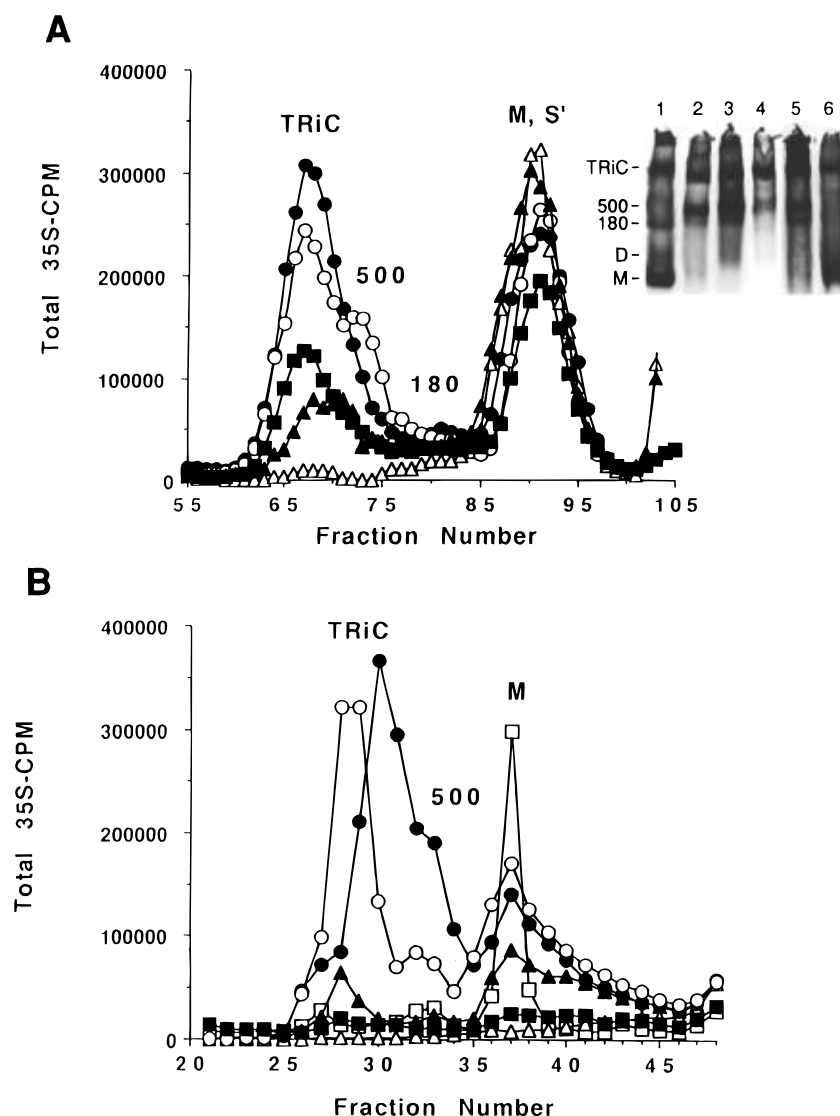 A
400000
300000
200000
100000
0
Total 35S-CPM
TRiC
500
180
M, S'
55 65 75 85 95 105
Fraction Number
1 2 3 4 5 6
TRiC-
500-
180-
D-
M-
B
400000
300000
200000
100000
0
Total 35S-CPM
TRiC
500
M
20 25 30 35 40 45
Fraction Number